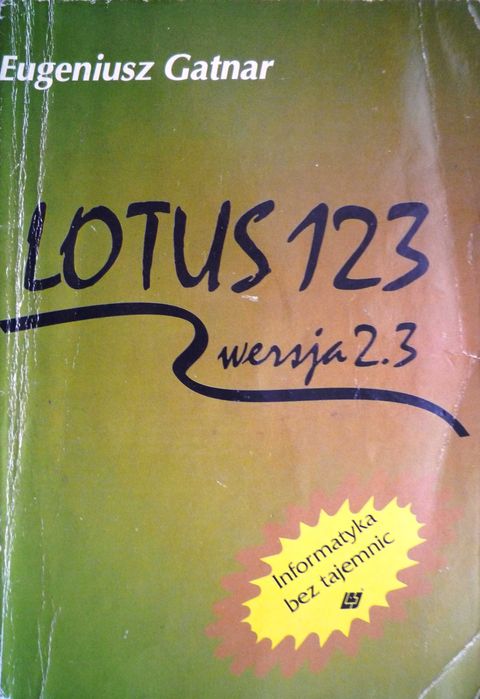 Eugeniusz Gatnar
LOTUS 123
wersja 2.3
Informatyka
bez tajemnic